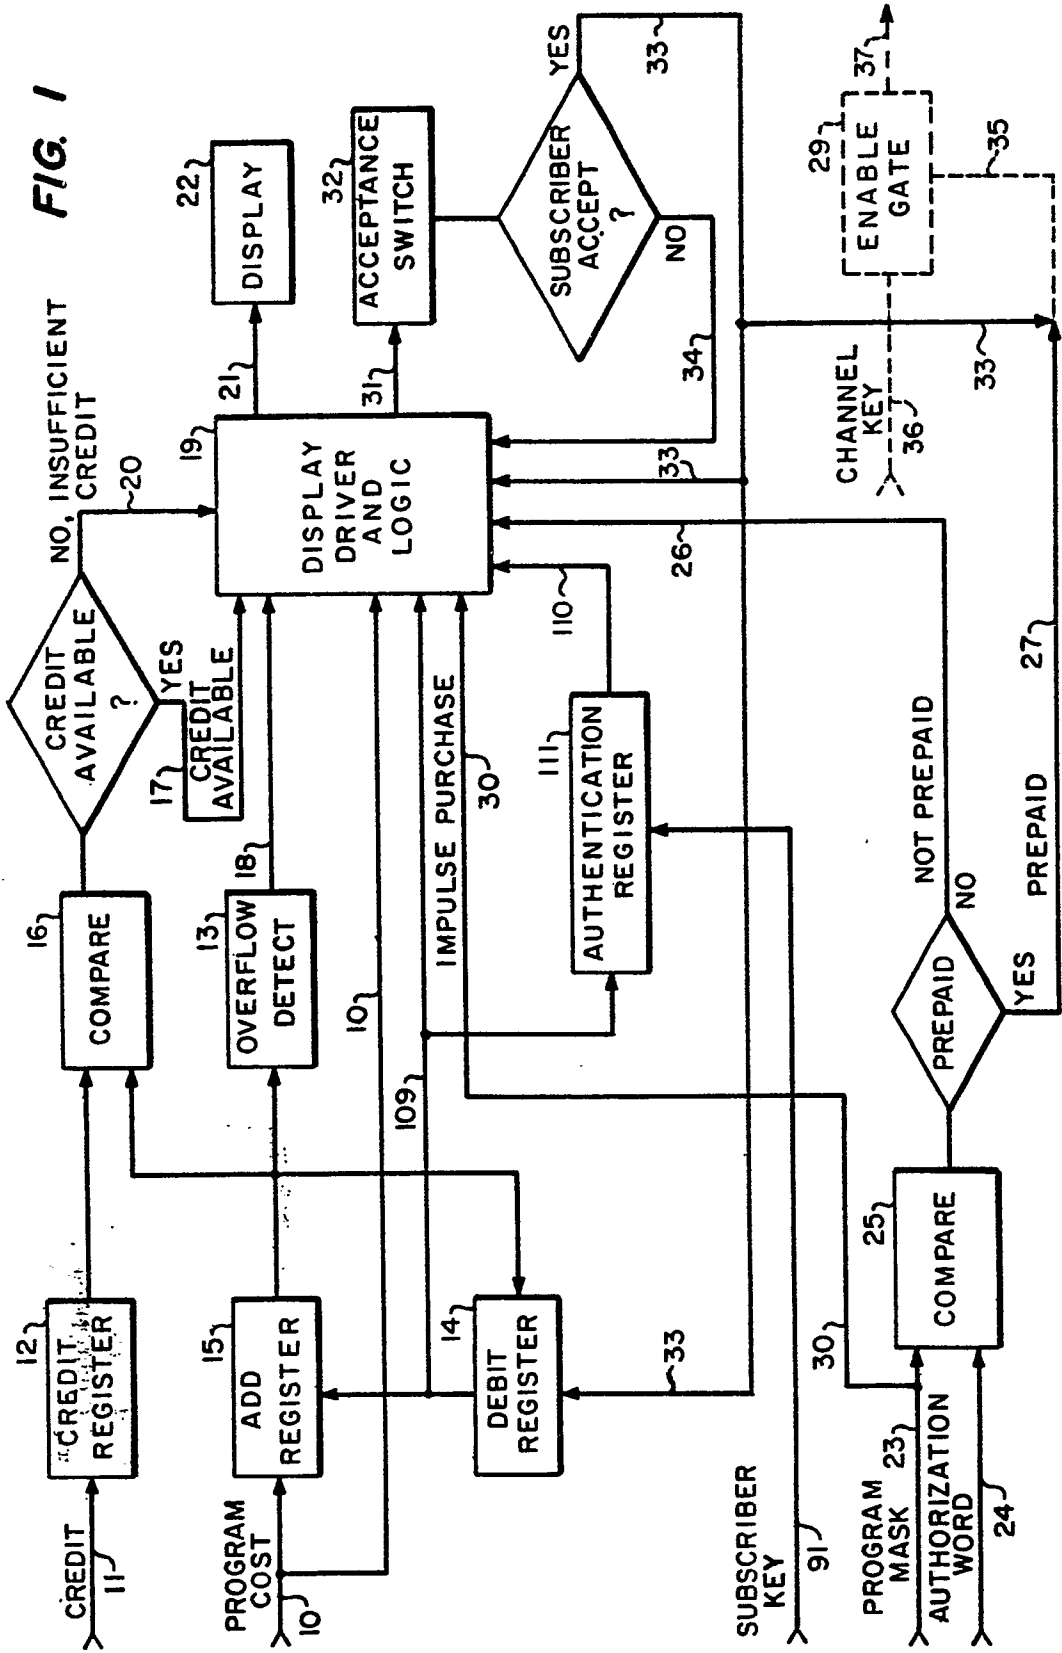 FIG. 1
CREDIT
11
12
CREDIT
REGISTER
16
COMPARE
CREDIT
AVAILABLE
?
NO, INSUFFICIENT
CREDIT
20
YES
17
CREDIT
AVAILABLE
PROGRAM
COST
10
15
ADD
REGISTER
13
OVERFLOW
DETECT
18
19
DISPLAY
DRIVER
AND
LOGIC
21
22
DISPLAY
31
32
ACCEPTANCE
SWITCH
SUBSCRIBER
ACCEPT
?
YES
33
NO
34
10
109
IMPULSE PURCHASE
30
14
DEBIT
REGISTER
33
111
AUTHENTICATION
REGISTER
110
26
33
SUBSCRIBER
KEY
91
30
PROGRAM
MASK
23
AUTHORIZATION
WORD
24
25
COMPARE
PREPAID
NO
NOT PREPAID
YES
PREPAID
27
33
CHANNEL
KEY
36
29
ENABLE
GATE
37
35